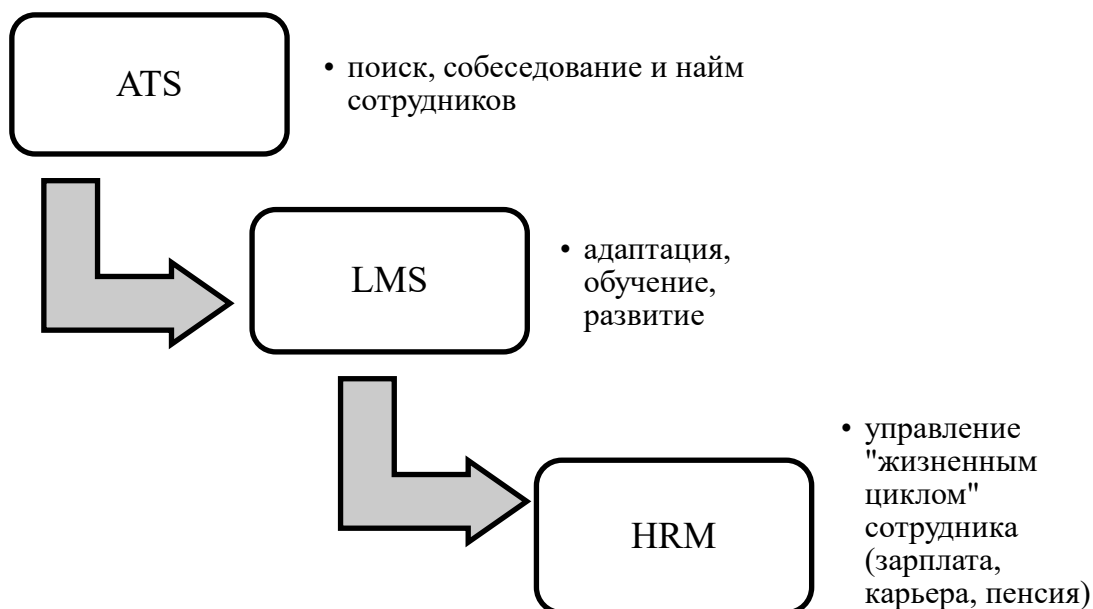 ATS
• поиск, собеседование и найм
сотрудников
LMS
• адаптация,
обучение,
развитие
HRM
• управление
"жизненным
циклом"
сотрудника
(зарплата,
карьера, пенсия)